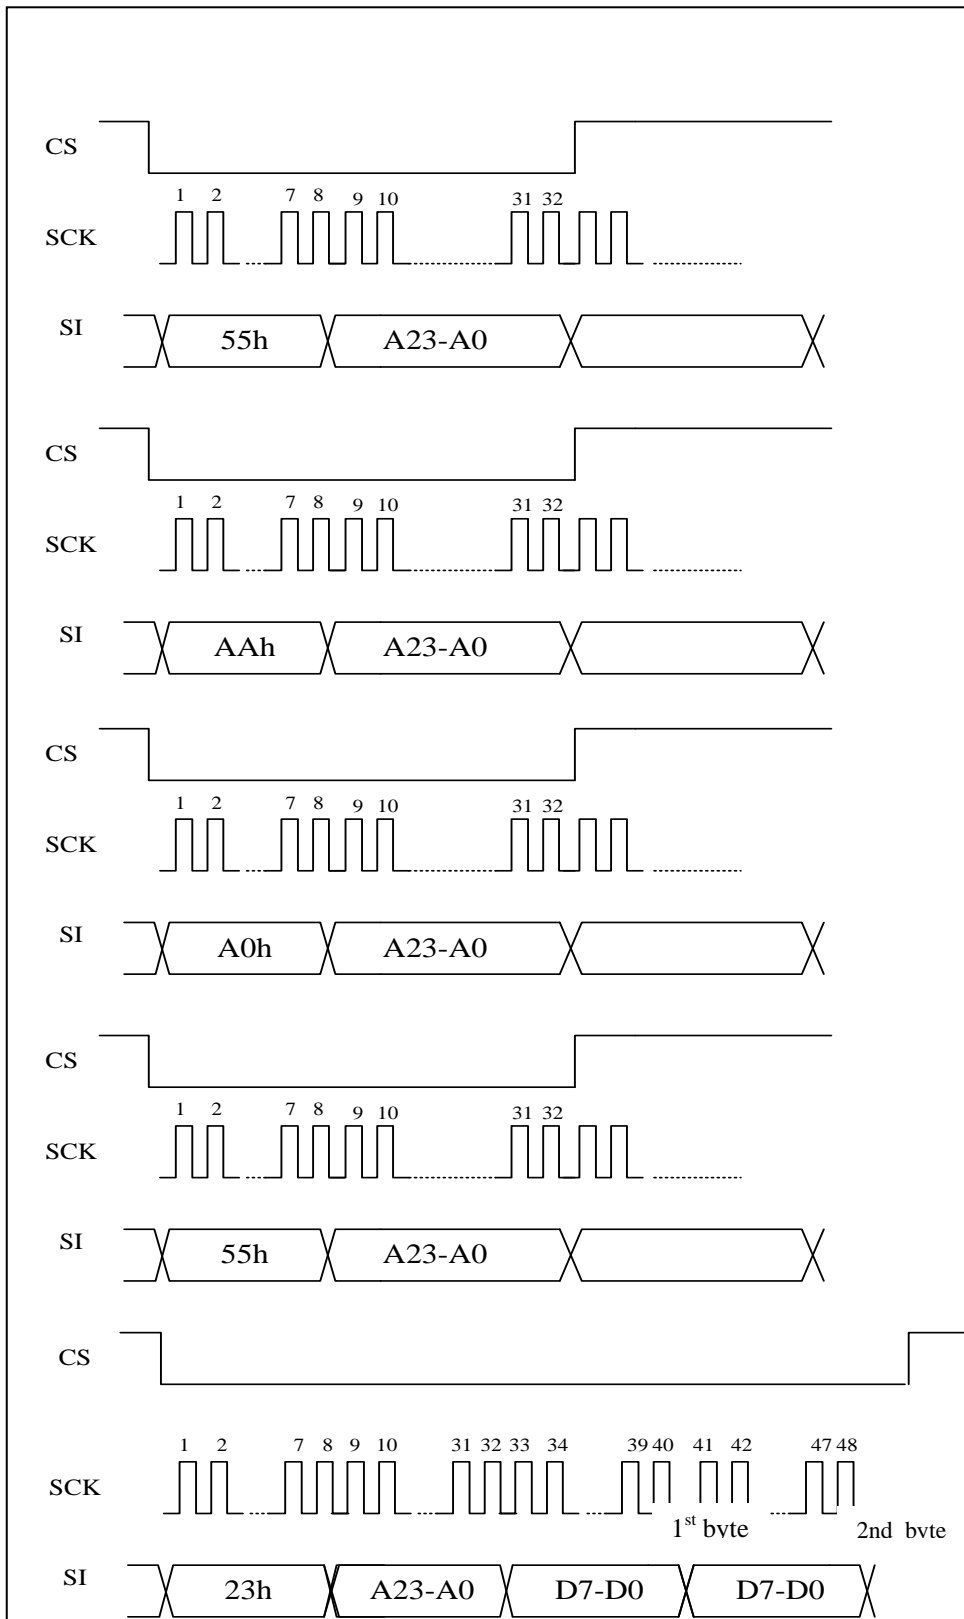 CS
1 2 7 8 9 10 31 32
SCK
SI 55h A23-A0
CS
1 2 7 8 9 10 31 32
SCK
SI AAh A23-A0
CS
1 2 7 8 9 10 31 32
SCK
SI A0h A23-A0
CS
1 2 7 8 9 10 31 32
SCK
SI 55h A23-A0
CS
1 2 7 8 9 10 31 32 33 34 39 40 41 42 47 48
SCK
1st byte 2nd byte
SI 23h A23-A0 D7-D0 D7-D0